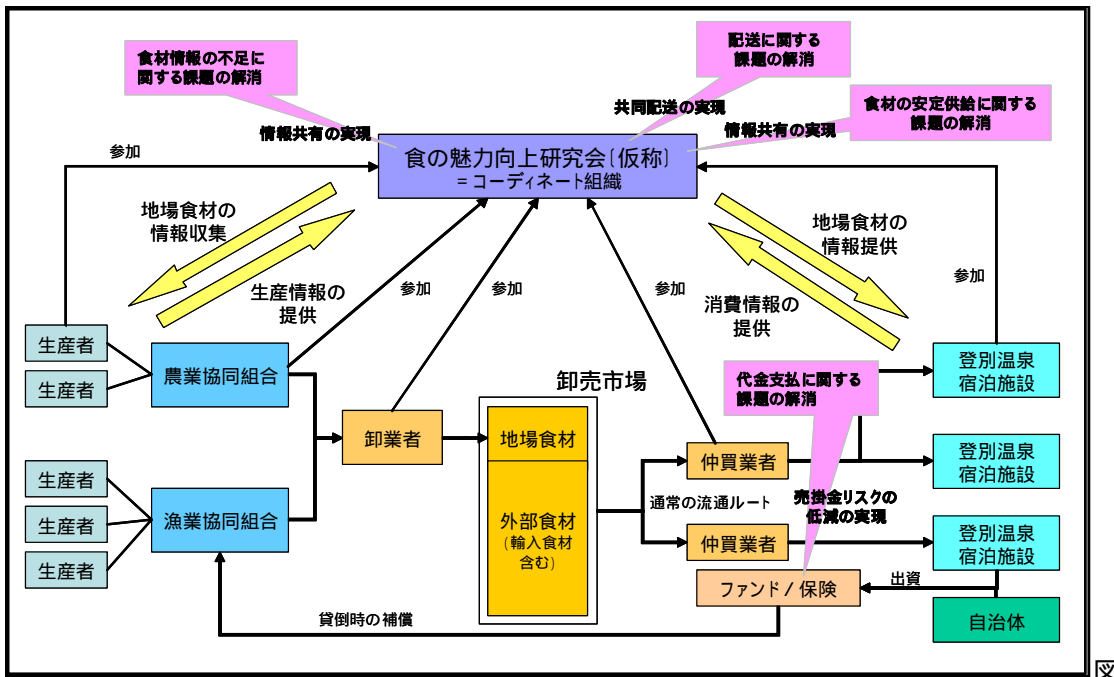 食材情報の不足に
関する課題の解消
配送に関する
課題の解消
食材の安定供給に関する
課題の解消
情報共有の実現
共同配送の実現
情報共有の実現
食の魅力向上研究会(仮称)
=コーディネート組織
参加
地場食材の
情報収集
生産情報の
提供
参加
参加
参加
地場食材の
情報提供
消費情報の
提供
参加
生産者
生産者
農業協同組合
生産者
生産者
生産者
漁業協同組合
卸業者
卸売市場
地場食材
外部食材
(輸入食材
含む)
通常の流通ルート
仲買業者
仲買業者
代金支払に関する
課題の解消
売掛金リスクの
低減の実現
登別温泉
宿泊施設
登別温泉
宿泊施設
登別温泉
宿泊施設
ファンド/保険
出資
自治体
貸倒時の補償
図